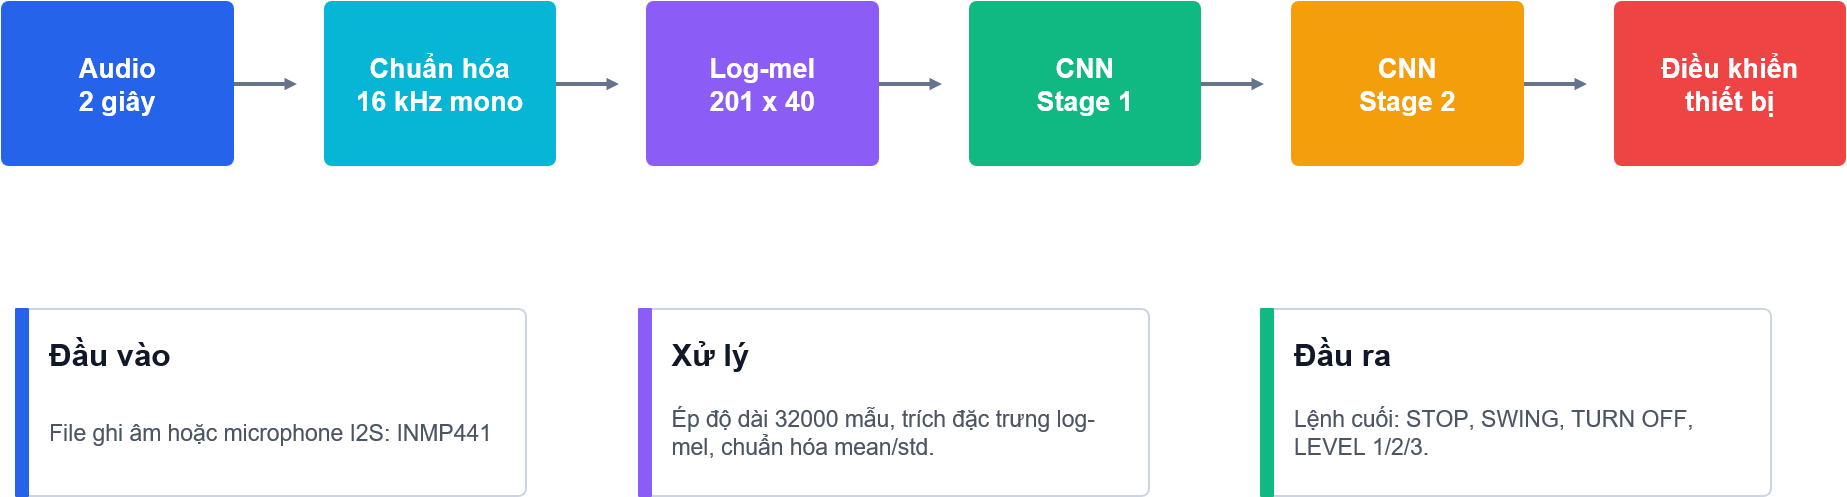 Audio
2 giây
Chuẩn hóa
16 kHz mono
Log-mel
201 x 40
CNN
Stage 1
CNN
Stage 2
Điều khiển
thiết bị
Đầu vào
File ghi âm hoặc microphone I2S: INMP441
Xử lý
Ép độ dài 32000 mẫu, trích đặc trưng log-
mel, chuẩn hóa mean/std.
Đầu ra
Lệnh cuối: STOP, SWING, TURN OFF,
LEVEL 1/2/3.